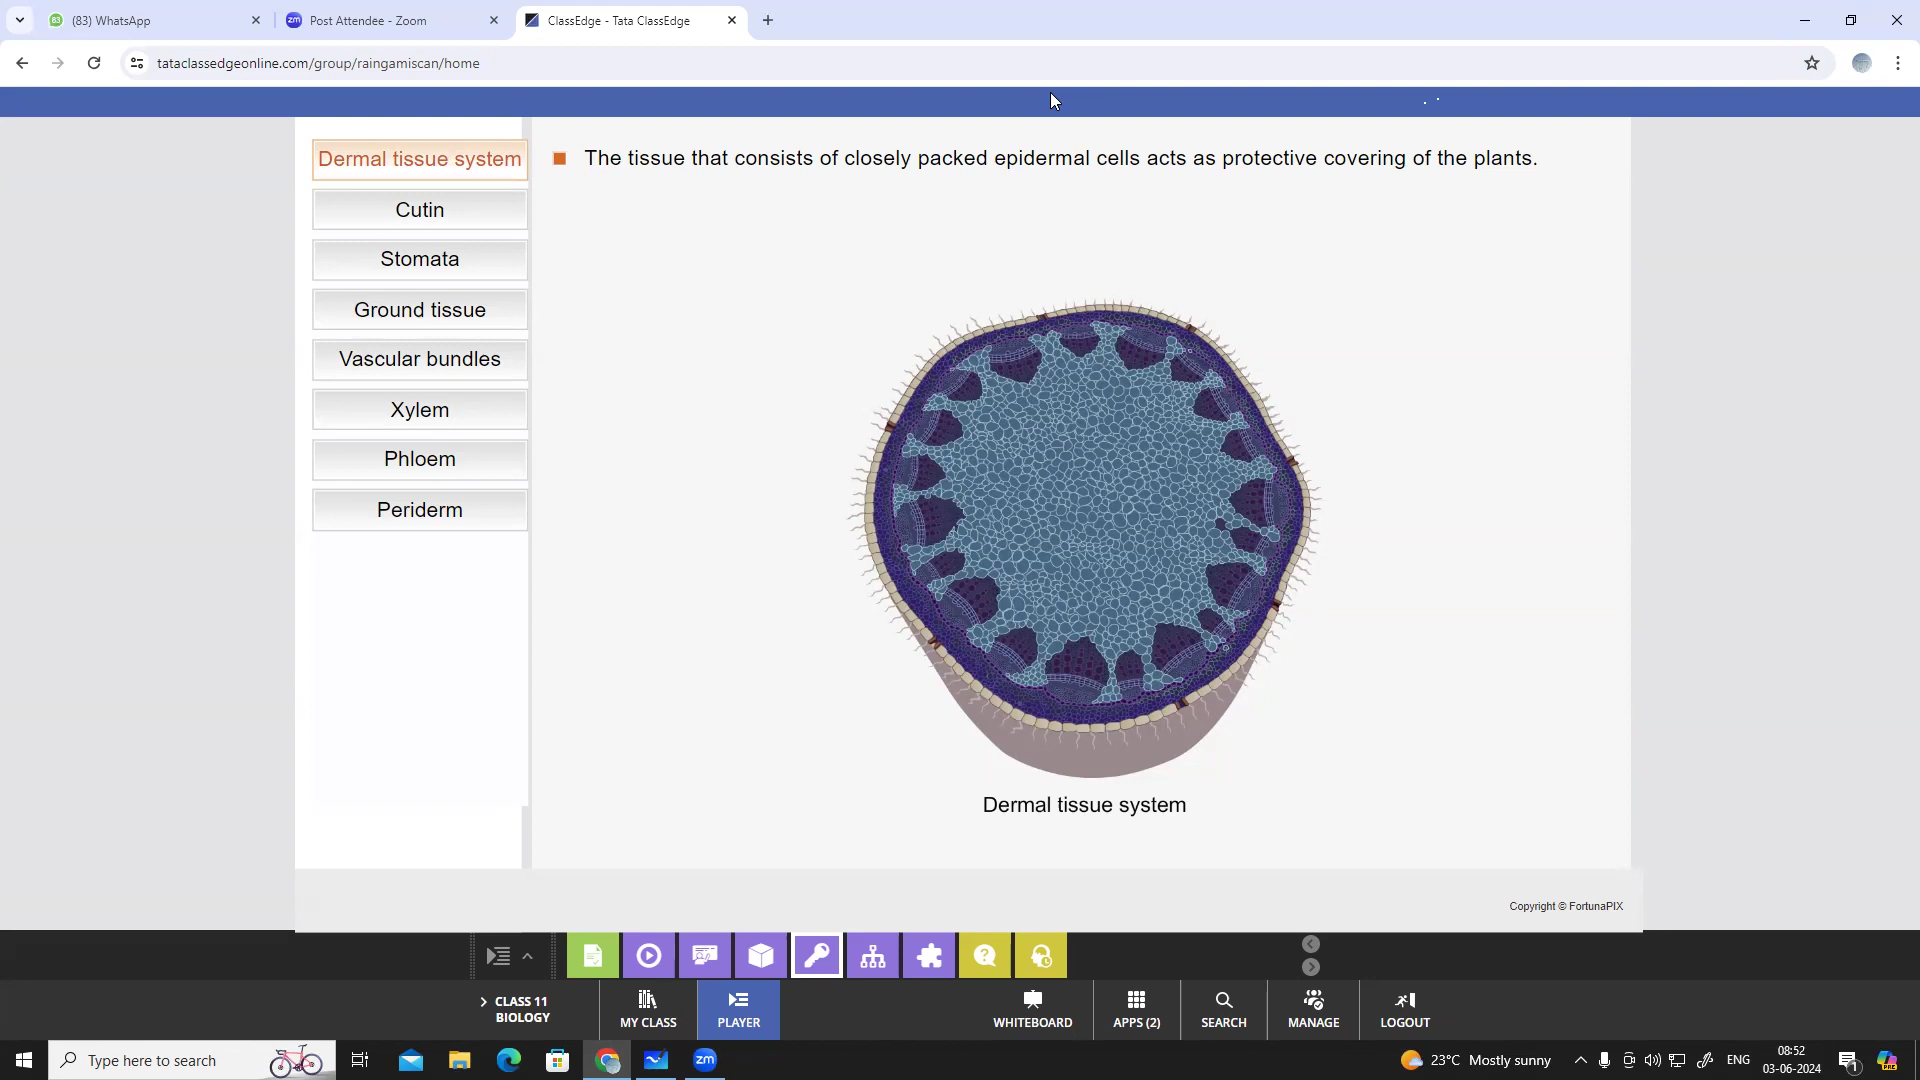 (83) WhatsApp
Post Attendee - Zoom
ClassEdge - Tata ClassEdge
tataclassedgeonline.com/group/raingamiscan/home
Dermal tissue system
Cutin
Stomata
Ground tissue
Vascular bundles
Xylem
Phloem
Periderm
The tissue that consists of closely packed epidermal cells acts as protective covering of the plants.
Dermal tissue system
Copyright © FortunaPIX
CLASS 11
BIOLOGY
MY CLASS
PLAYER
WHITEBOARD
APPS (2)
SEARCH
MANAGE
LOGOUT
Type here to search
zm
23°C Mostly sunny
ENG
08:52
03-06-2024
1